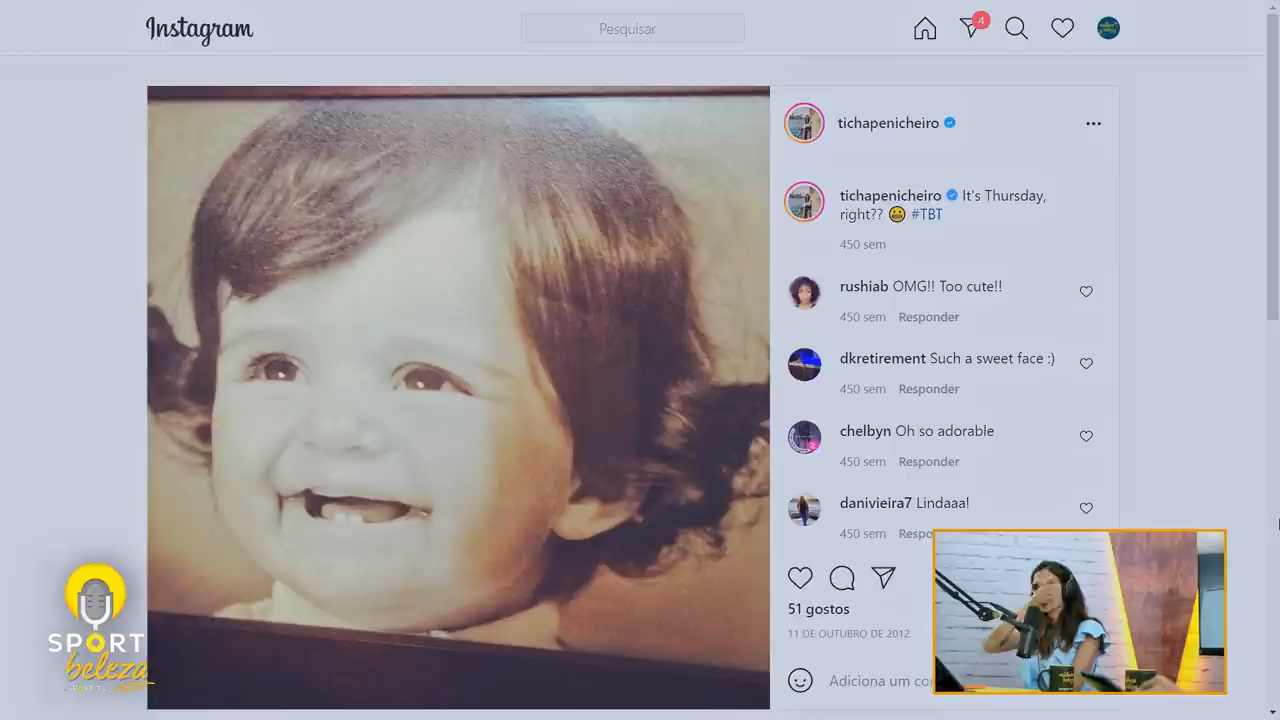 Instagram
Pesquisar
4
tichapenicheiro
tichapenicheiro It's Thursday,
right?? 😀 #TBT
450 sem
rushiab OMG!! Too cute!!
450 sem Responder
dkretirement Such a sweet face :)
450 sem Responder
chelbyn Oh so adorable
450 sem Responder
danivieira7 Lindaaa!
450 sem Respo
51 gostos
11 DE OUTUBRO DE 2012
Adiciona um co
SPORT
beleza